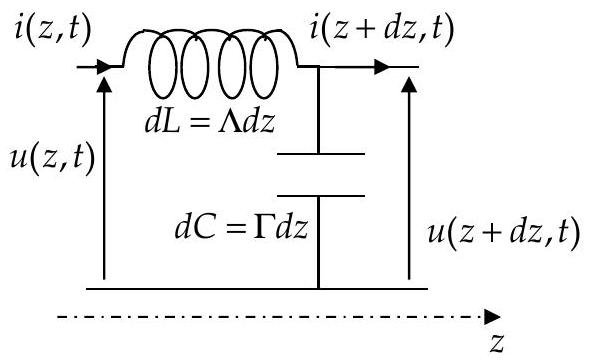 i(z,t)
i(z + dz,t)
dL = Λdz
u(z,t)
dC = Γdz
u(z + dz,t)
z